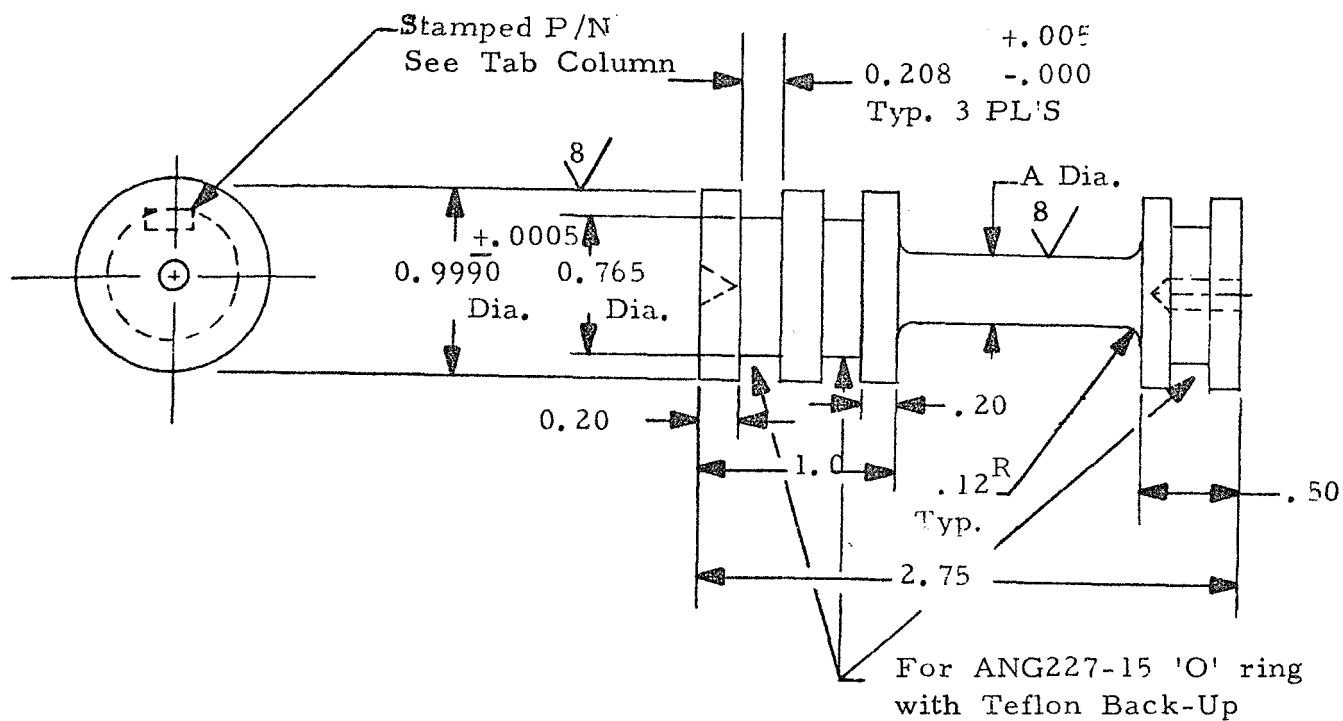 Stamped P/N
See Tab Column
+.005
0.208 -.000
Typ. 3 PL'S
8
A Dia.
8
±.0005
0.9990 0.765
Dia. Dia.
0.20
.20
1.0
.12R
Typ.
.50
2.75
For ANG227-15 'O' ring
with Teflon Back-Up